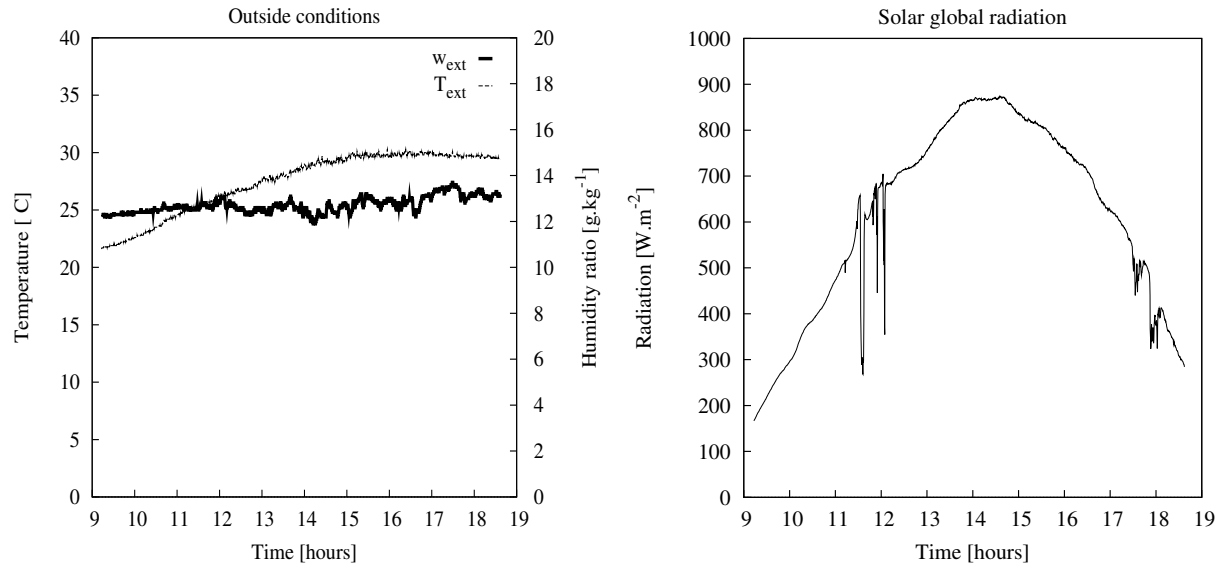 Outside conditions
40
35
30
25
20
15
10
5
0
Temperature [ C]
w_ext
T_ext
20
18
16
14
12
10
8
6
4
2
0
Humidity ratio [g.kg⁻¹]
9 10 11 12 13 14 15 16 17 18 19
Time [hours]
Solar global radiation
1000
900
800
700
600
500
400
300
200
100
0
Radiation [W.m⁻²]
9 10 11 12 13 14 15 16 17 18 19
Time [hours]